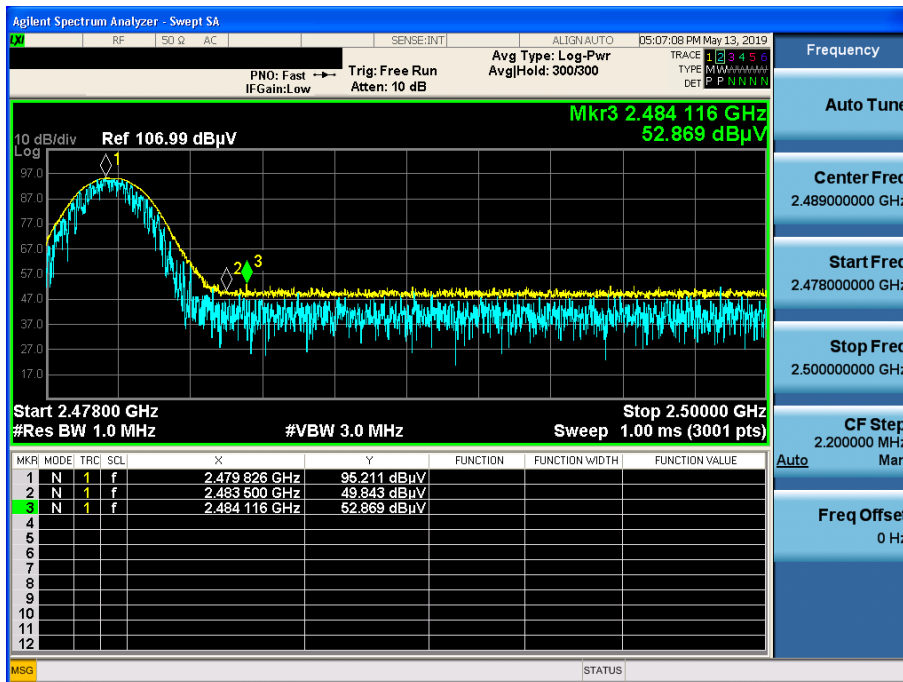 Agilent Spectrum Analyzer - Swept SA
LXI RF 50 Ω AC SENSE:INT ALIGN AUTO 05:07:08 PM May 13, 2019
PNO: Fast Trig: Free Run Avg Type: Log-Pwr TRACE 1 2 3 4 5 6
IFGain:Low Atten: 10 dB Avg|Hold: 300/300 TYPE M WWWWW
DET P P N N N N
Mkr3 2.484 116 GHz
52.869 dBµV
10 dB/div Ref 106.99 dBµV
Log
97.0
87.0
77.0
67.0
57.0
47.0
37.0
27.0
17.0
1
2
3
Start 2.47800 GHz Stop 2.50000 GHz
#Res BW 1.0 MHz #VBW 3.0 MHz Sweep 1.00 ms (3001 pts)
MKR MODE TRC SCL X Y FUNCTION FUNCTION WIDTH FUNCTION VALUE
1 N 1 f 2.479 826 GHz 95.211 dBµV
2 N 1 f 2.483 500 GHz 49.843 dBµV
3 N 1 f 2.484 116 GHz 52.869 dBµV
4
5
6
7
8
9
10
11
12
MSG STATUS
Frequency
Auto Tune
Center Freq
2.489000000 GHz
Start Freq
2.478000000 GHz
Stop Freq
2.500000000 GHz
CF Step
2.200000 MHz
Auto Man
Freq Offset
0 Hz